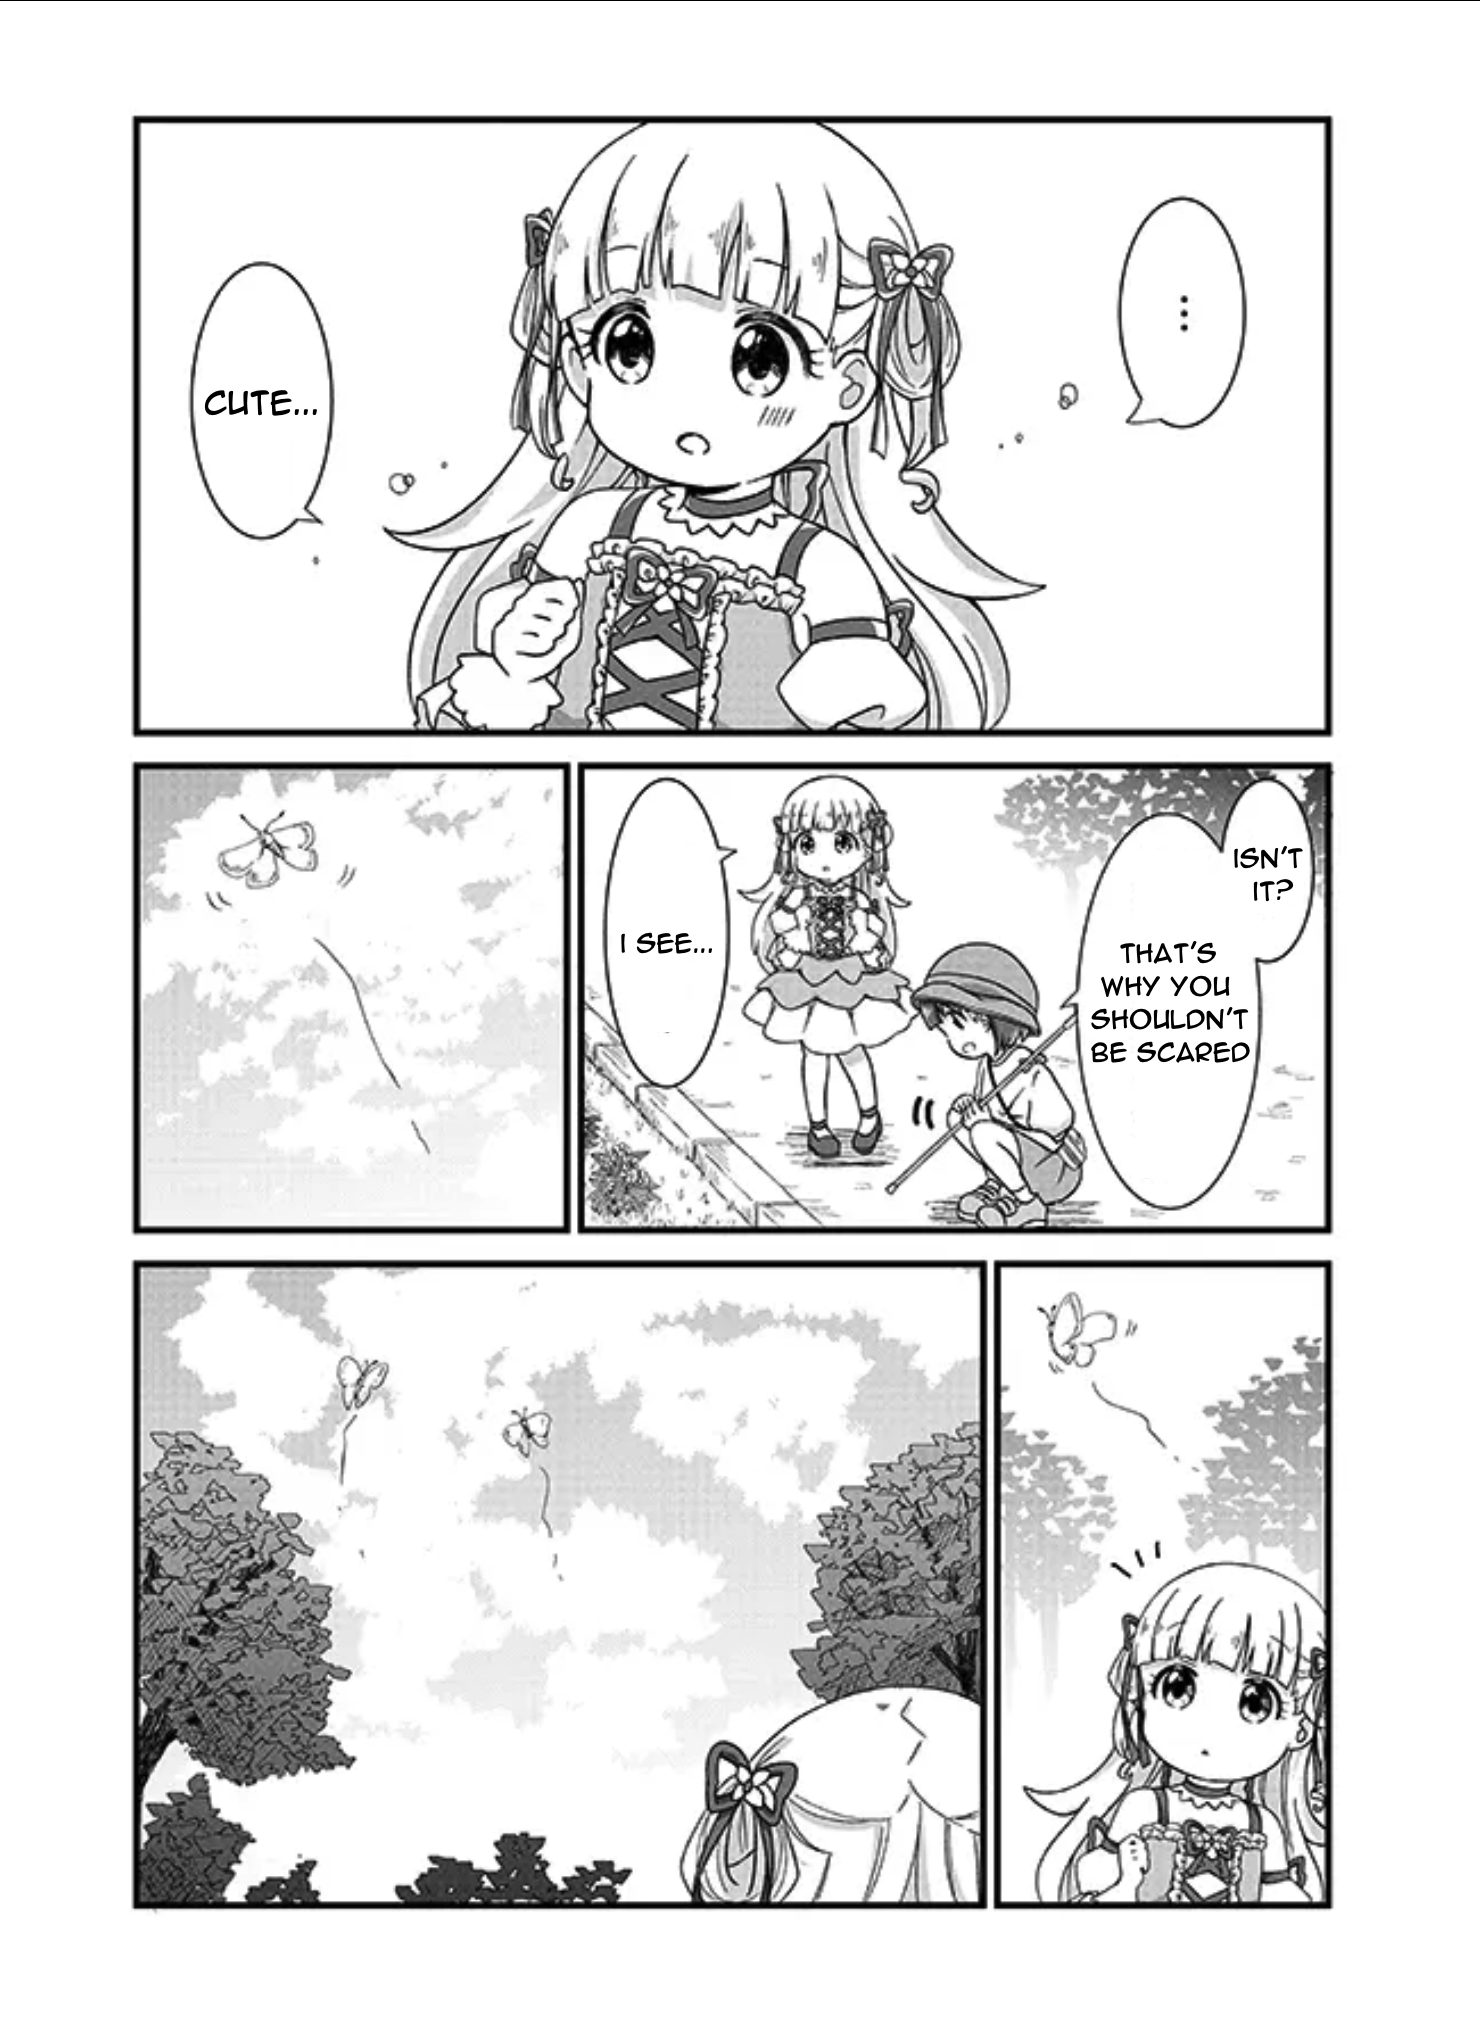 ...
CUTE...
ISN'T
IT?
THAT'S
WHY YOU
SHOULDN'T
BE SCARED
I SEE...